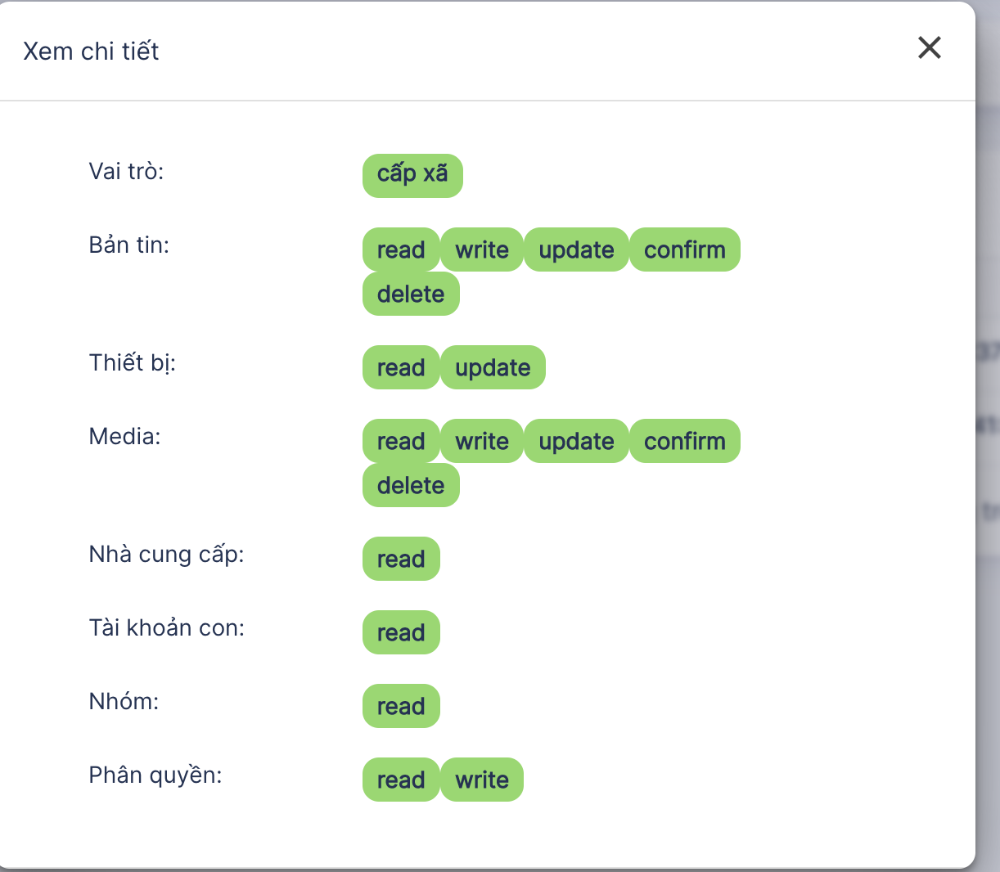 Xem chi tiết
Vai trò: cấp xã
Bản tin: read write update confirm
delete
Thiết bị: read update
Media: read write update confirm
delete
Nhà cung cấp: read
Tài khoản con: read
Nhóm: read
Phân quyền: read write